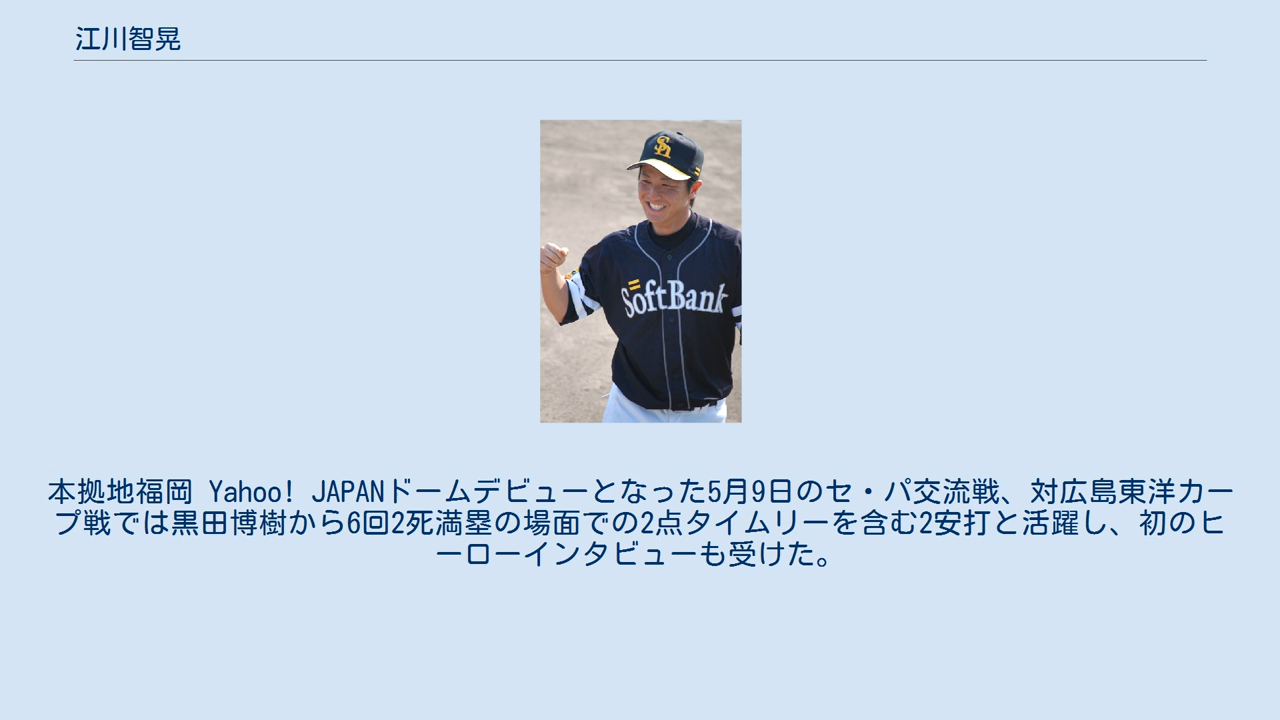 江川智晃
SH
SoftBank
本拠地福岡 Yahoo! JAPANドームデビューとなった5月9日のセ・パ交流戦、対広島東洋カー
プ戦では黒田博樹から6回2死満塁の場面での2点タイムリーを含む2安打と活躍し、初のヒ
ーローインタビューも受けた。